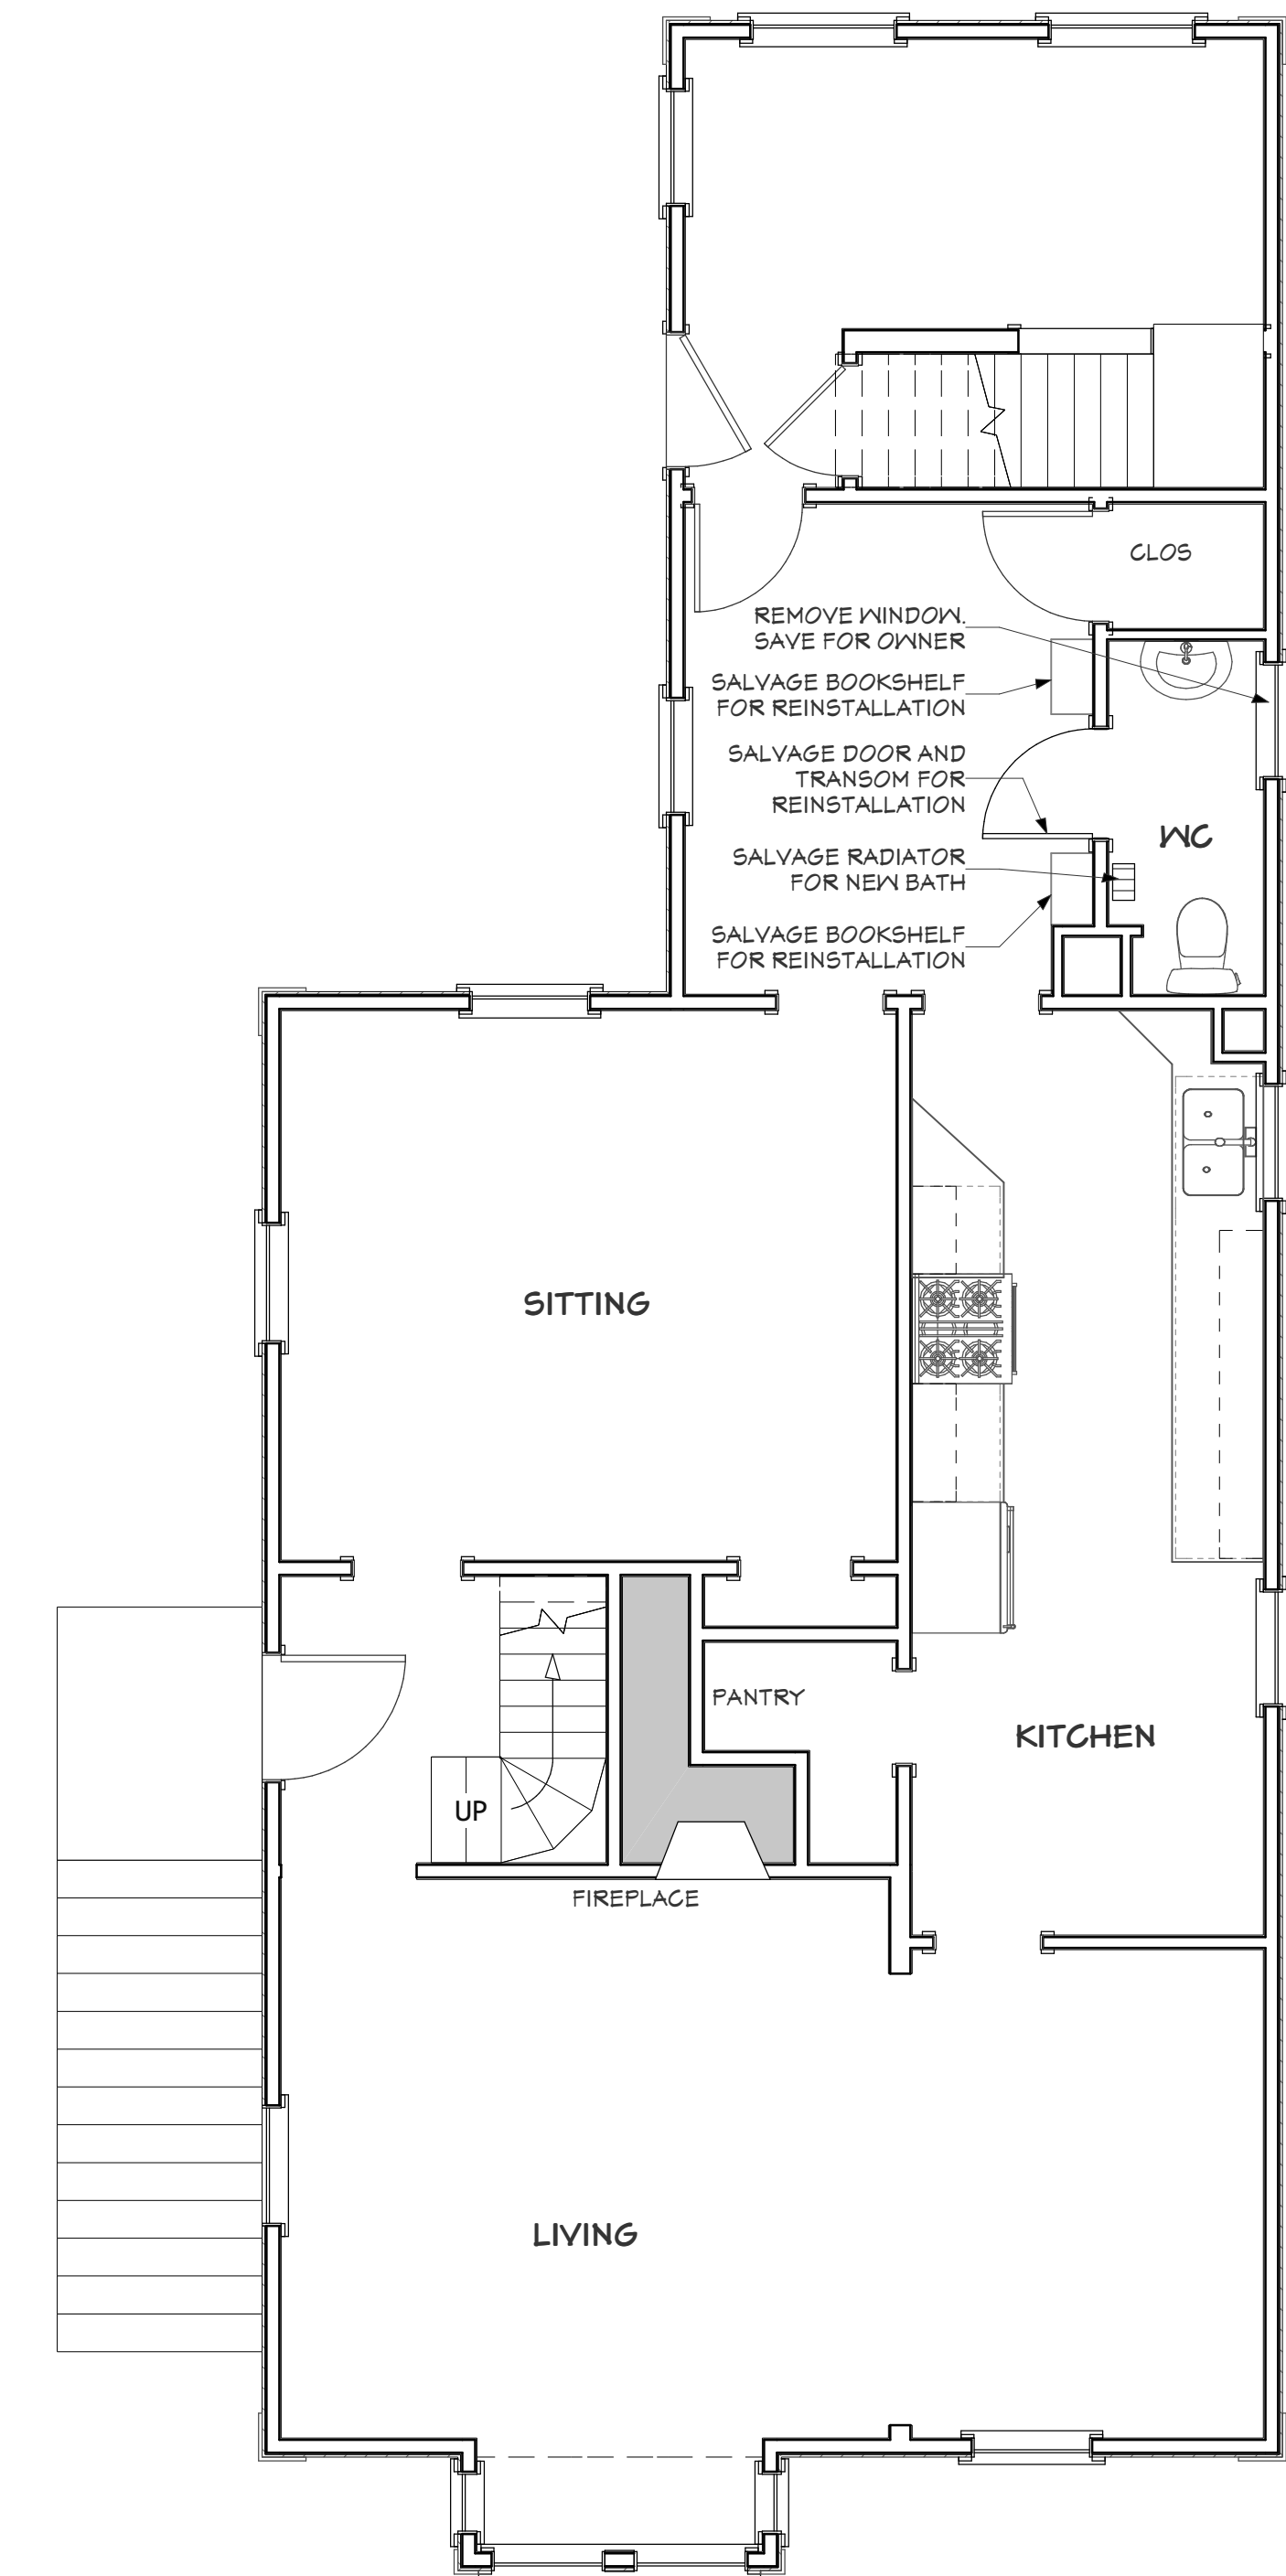 CLOS
REMOVE WINDOW.
SAVE FOR OWNER
SALVAGE BOOKSHELF
FOR REINSTALLATION
SALVAGE DOOR AND
TRANSOM FOR
REINSTALLATION
WC
SALVAGE RADIATOR
FOR NEW BATH
SALVAGE BOOKSHELF
FOR REINSTALLATION
SITTING
PANTRY
KITCHEN
UP
FIREPLACE
LIVING